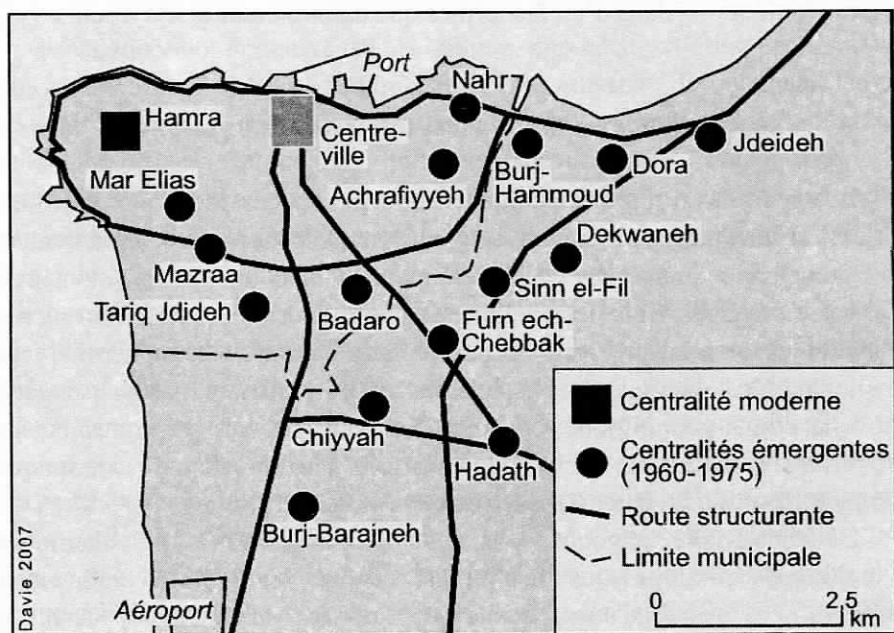 Port
Nahr
Hamra
Centre-
ville
Jdeideh
Mar Elias
Achrafiyyeh
Burj-
Hammoud
Dora
Dekwaneh
Mazraa
Sinn el-Fil
Tariq Jdideh
Badaro
Furn ech-
Chebbak
Chiyyah
Hadath
Burj-Barajneh
Aéroport
Centralité moderne
Centralités émergentes
(1960-1975)
Route structurante
Limite municipale
0 2,5
km
Davie, 2007